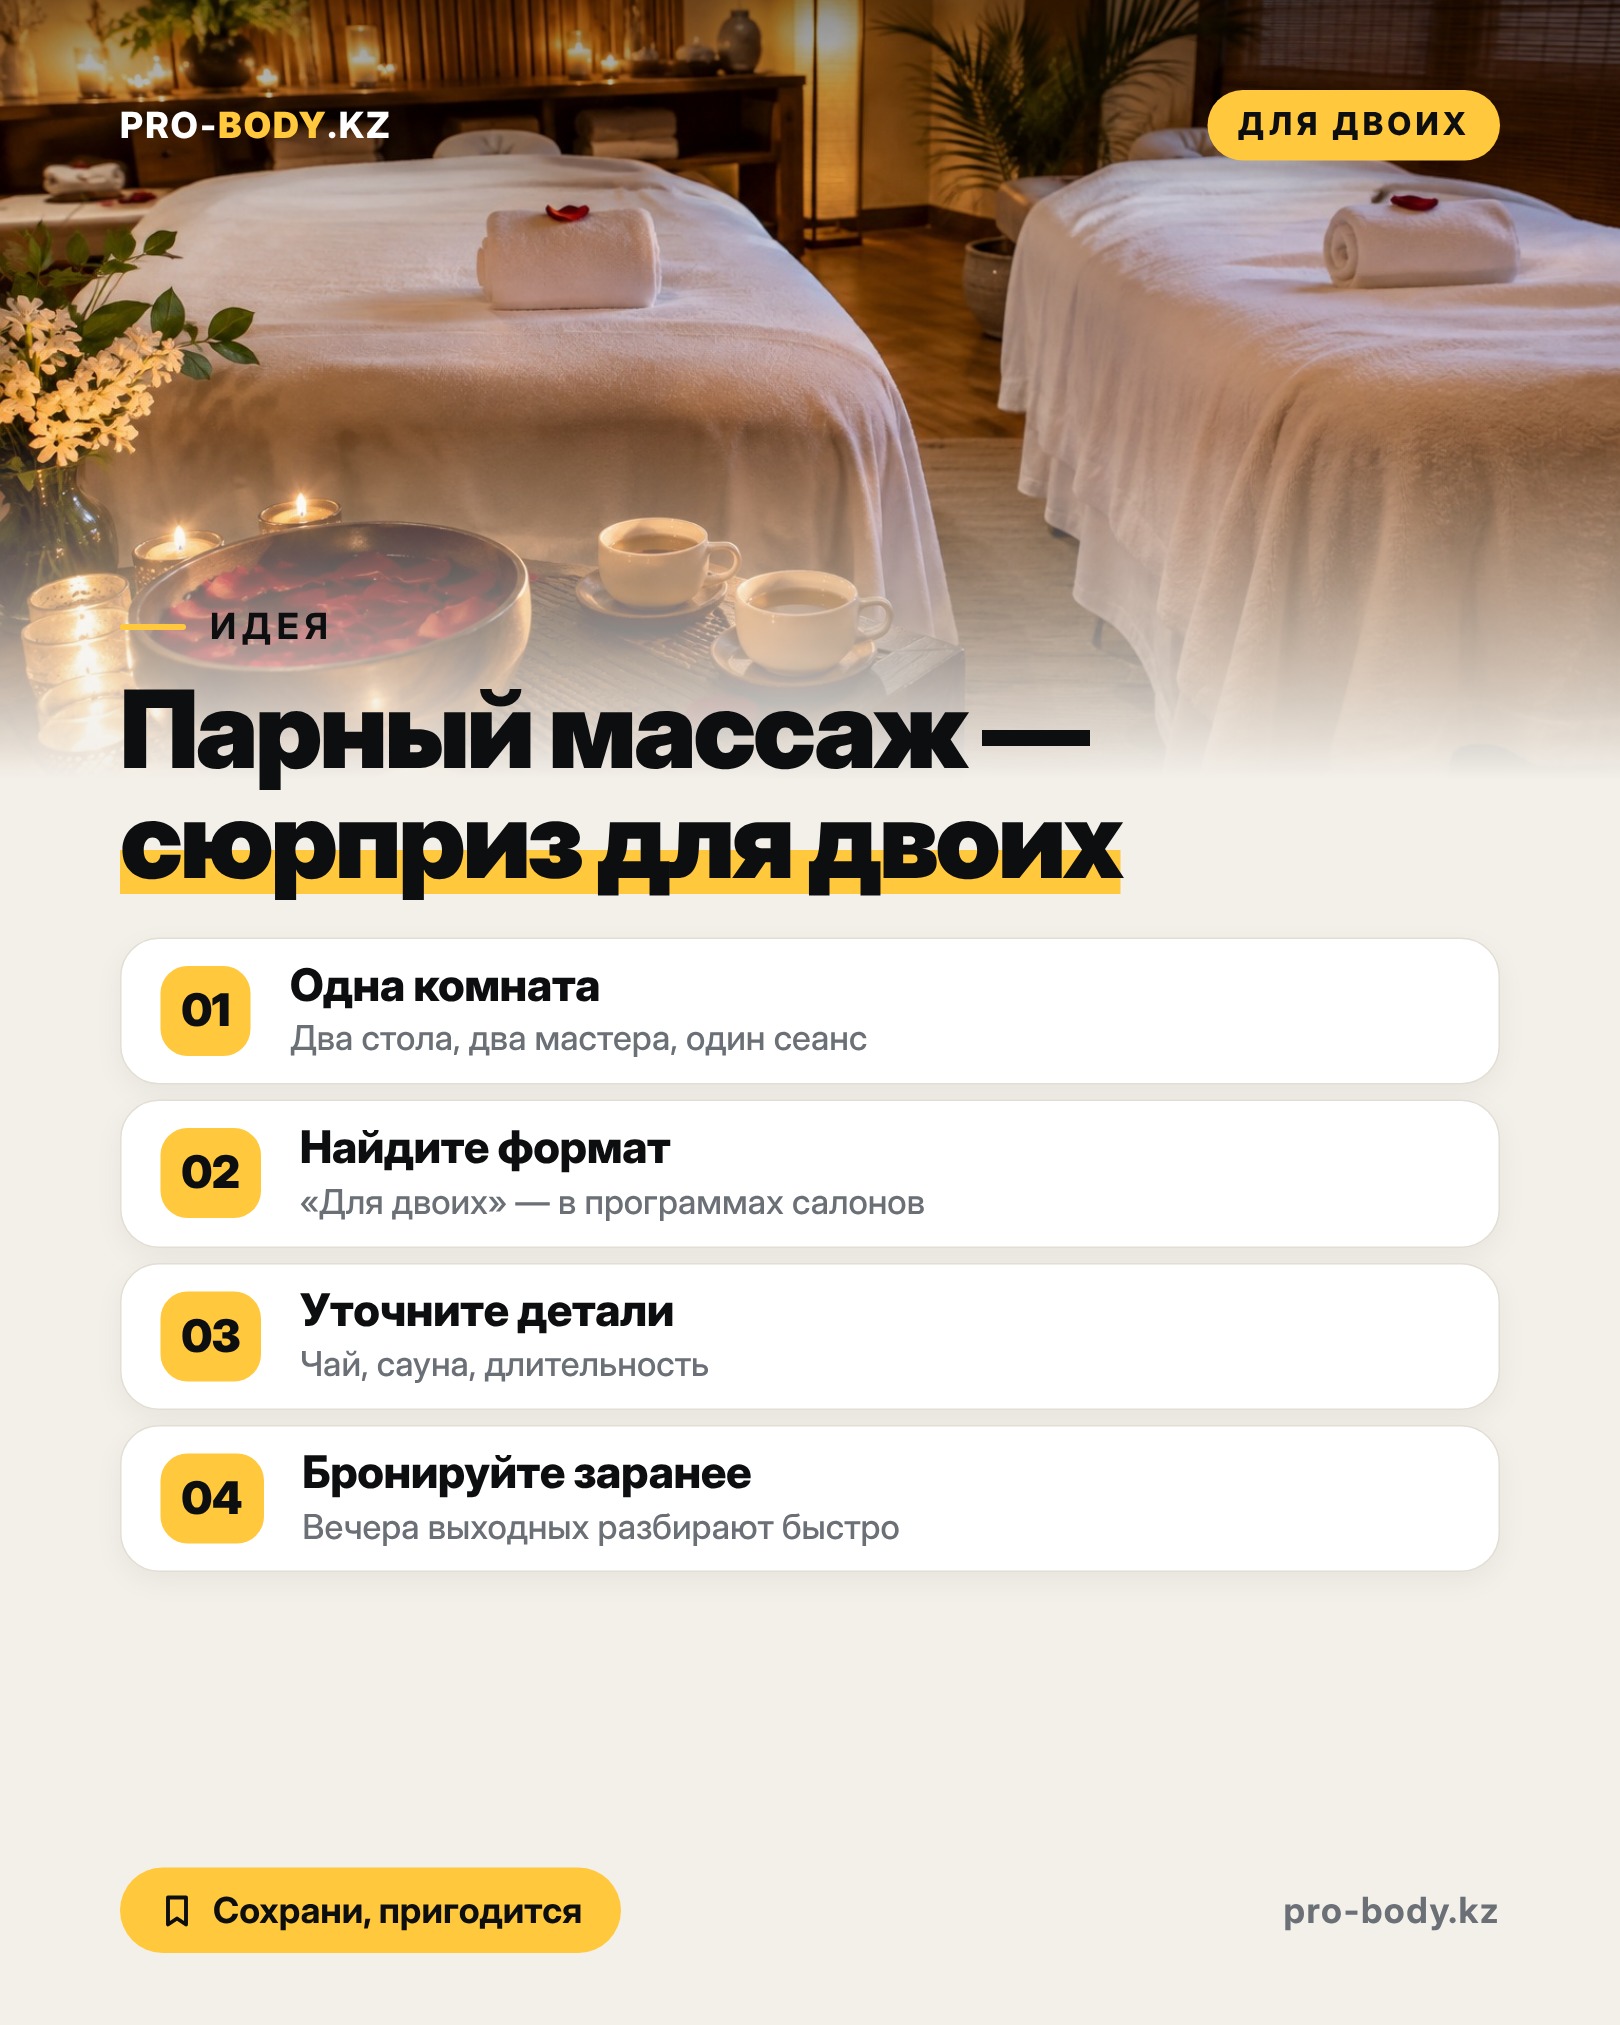 PRO-BODY.KZ
ДЛЯ ДВОИХ
ИДЕЯ
Парный массаж —
сюрприз для двоих
01
Одна комната
Два стола, два мастера, один сеанс
02
Найдите формат
«Для двоих» — в программах салонов
03
Уточните детали
Чай, сауна, длительность
04
Бронируйте заранее
Вечера выходных разбирают быстро
Сохрани, пригодится
pro-body.kz